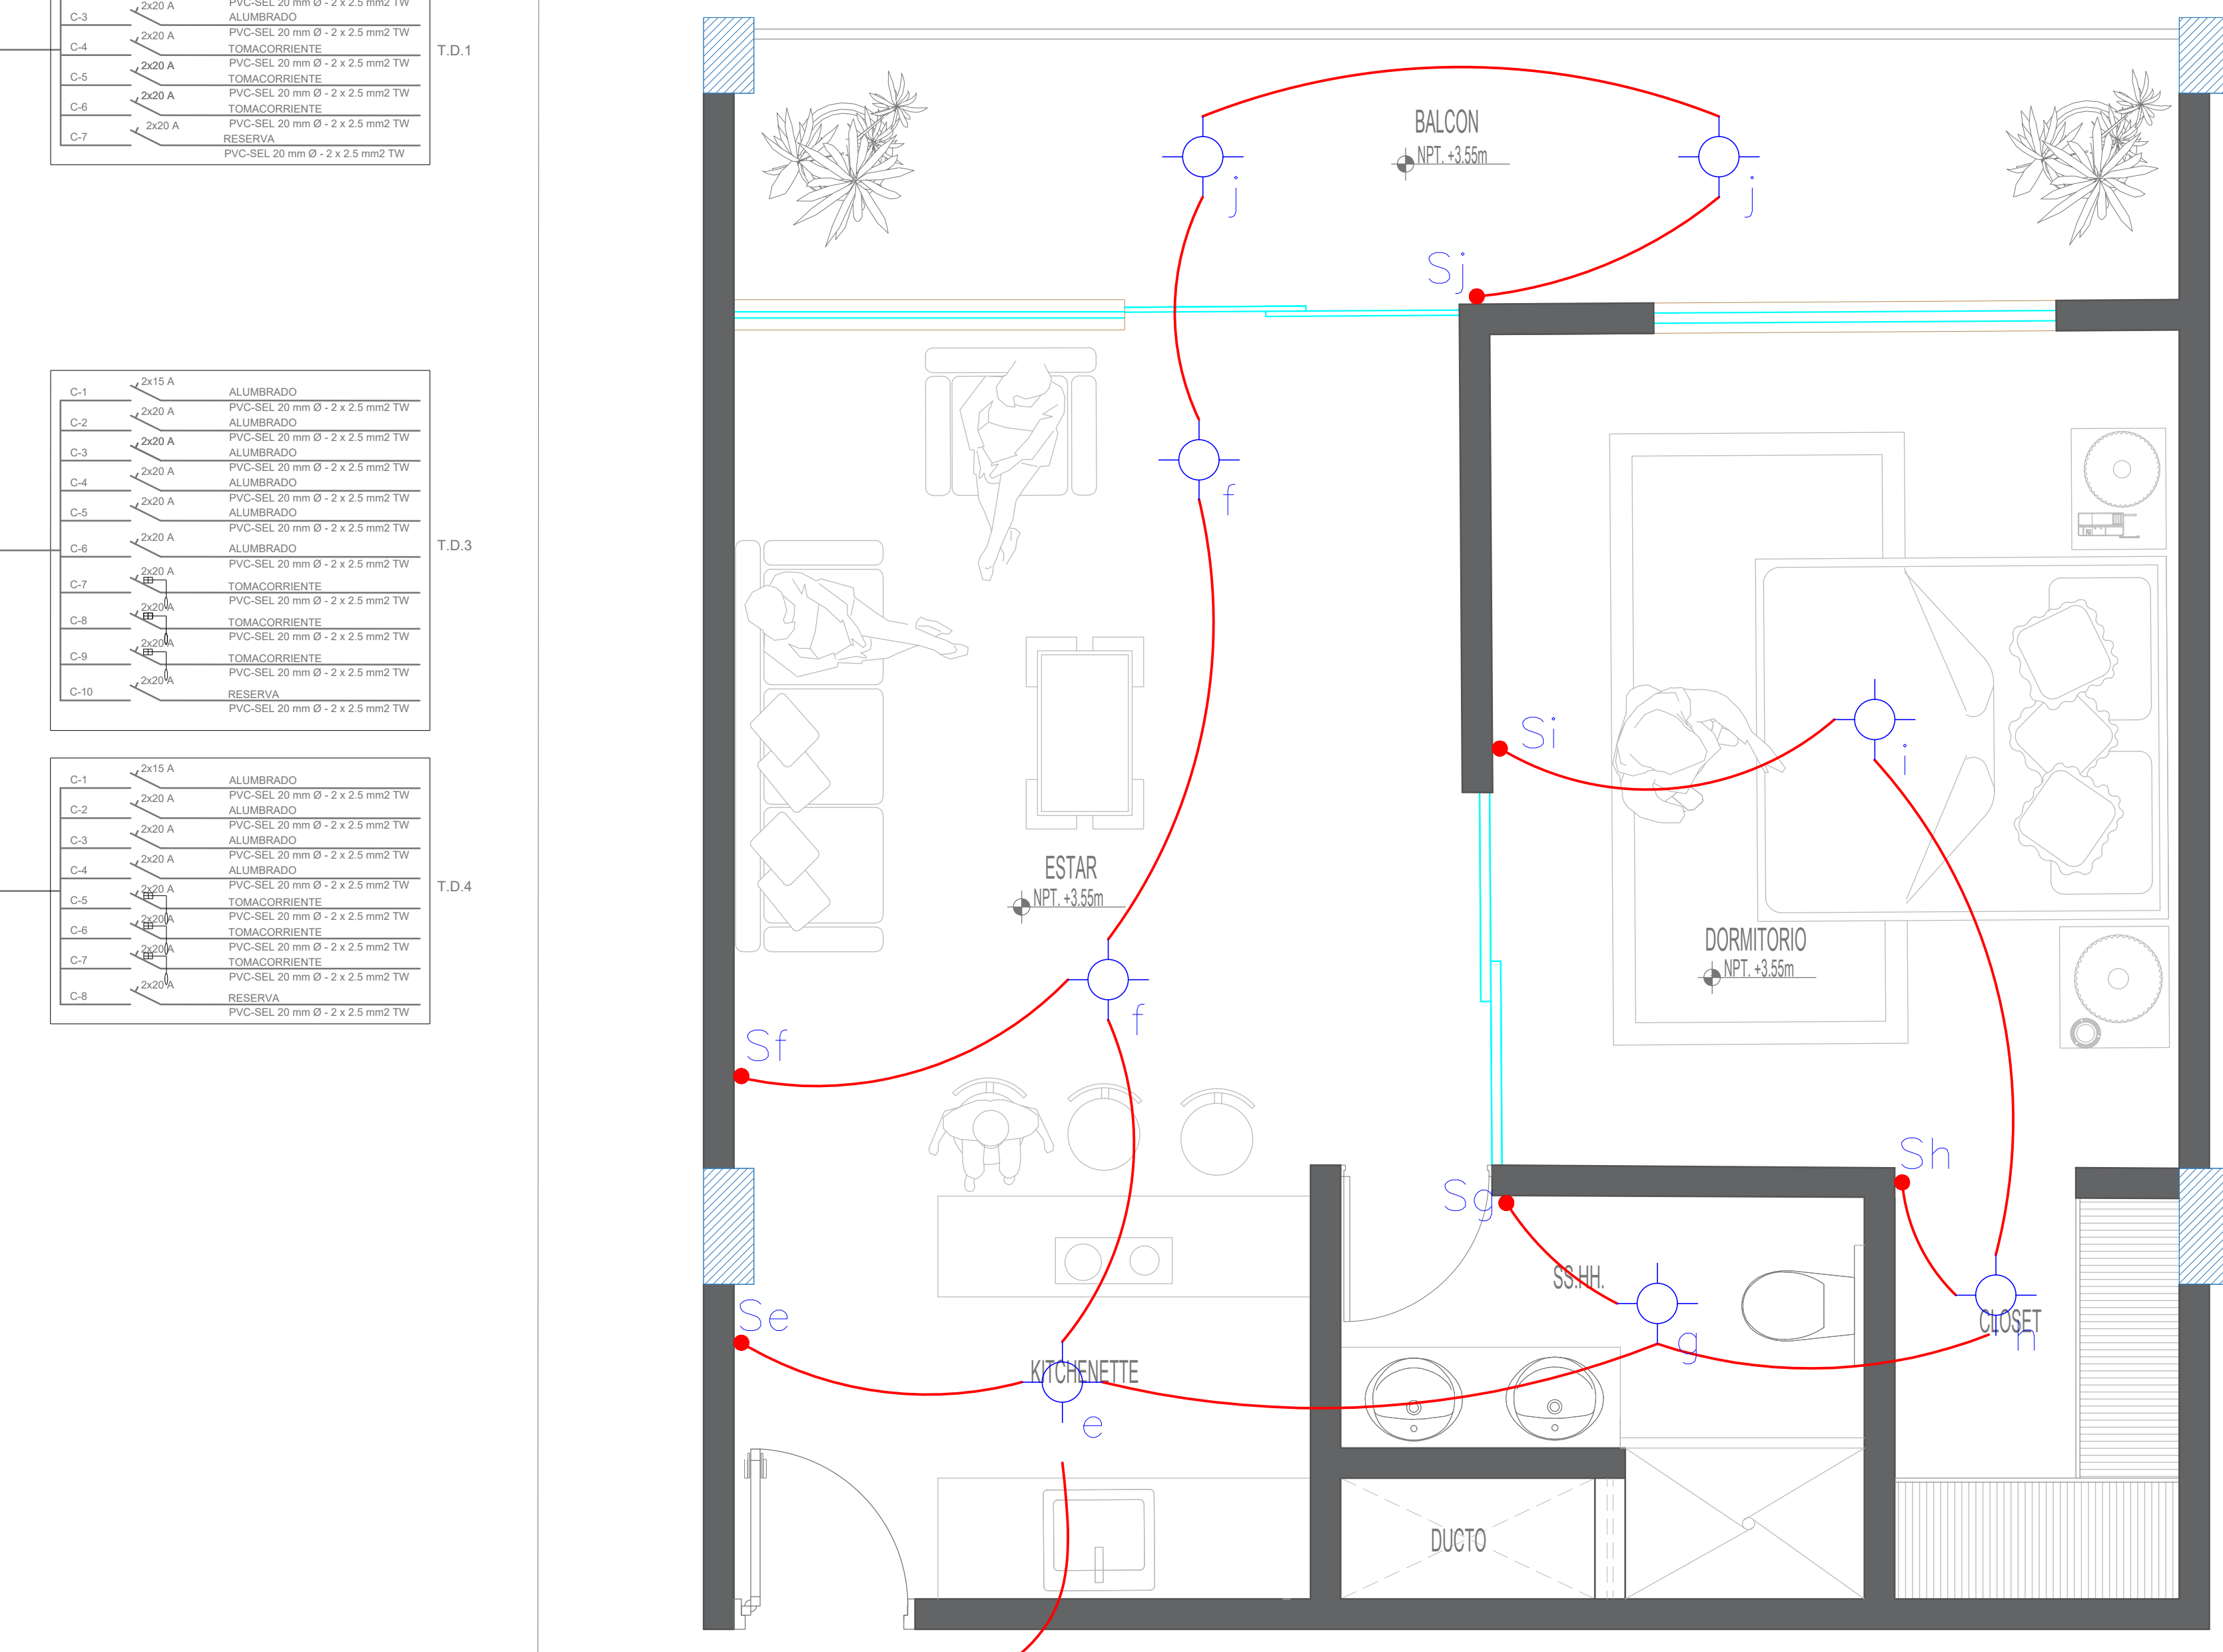 2x20 A
PVC-SEL 20 mm Ø - 2 x 2.5 mm2 TW
C-3 ALUMBRADO
PVC-SEL 20 mm Ø - 2 x 2.5 mm2 TW
2x20 A
C-4 TOMACORRIENTE
PVC-SEL 20 mm Ø - 2 x 2.5 mm2 TW
2x20 A
C-5 TOMACORRIENTE
PVC-SEL 20 mm Ø - 2 x 2.5 mm2 TW
2x20 A
C-6 TOMACORRIENTE
PVC-SEL 20 mm Ø - 2 x 2.5 mm2 TW
2x20 A
C-7 RESERVA
PVC-SEL 20 mm Ø - 2 x 2.5 mm2 TW
T.D.1
2x15 A
C-1 ALUMBRADO
PVC-SEL 20 mm Ø - 2 x 2.5 mm2 TW
2x20 A
C-2 ALUMBRADO
PVC-SEL 20 mm Ø - 2 x 2.5 mm2 TW
2x20 A
C-3 ALUMBRADO
PVC-SEL 20 mm Ø - 2 x 2.5 mm2 TW
2x20 A
C-4 ALUMBRADO
PVC-SEL 20 mm Ø - 2 x 2.5 mm2 TW
2x20 A
C-5 ALUMBRADO
PVC-SEL 20 mm Ø - 2 x 2.5 mm2 TW
2x20 A
C-6 ALUMBRADO
PVC-SEL 20 mm Ø - 2 x 2.5 mm2 TW
2x20 A
C-7 TOMACORRIENTE
PVC-SEL 20 mm Ø - 2 x 2.5 mm2 TW
2x20 A
C-8 TOMACORRIENTE
PVC-SEL 20 mm Ø - 2 x 2.5 mm2 TW
2x20 A
C-9 TOMACORRIENTE
PVC-SEL 20 mm Ø - 2 x 2.5 mm2 TW
2x20 A
C-10 RESERVA
PVC-SEL 20 mm Ø - 2 x 2.5 mm2 TW
T.D.3
2x15 A
C-1 ALUMBRADO
PVC-SEL 20 mm Ø - 2 x 2.5 mm2 TW
2x20 A
C-2 ALUMBRADO
PVC-SEL 20 mm Ø - 2 x 2.5 mm2 TW
2x20 A
C-3 ALUMBRADO
PVC-SEL 20 mm Ø - 2 x 2.5 mm2 TW
2x20 A
C-4 ALUMBRADO
PVC-SEL 20 mm Ø - 2 x 2.5 mm2 TW
2x20 A
C-5 TOMACORRIENTE
PVC-SEL 20 mm Ø - 2 x 2.5 mm2 TW
2x20 A
C-6 TOMACORRIENTE
PVC-SEL 20 mm Ø - 2 x 2.5 mm2 TW
2x20 A
C-7 TOMACORRIENTE
PVC-SEL 20 mm Ø - 2 x 2.5 mm2 TW
2x20 A
C-8 RESERVA
PVC-SEL 20 mm Ø - 2 x 2.5 mm2 TW
T.D.4
BALCON
NPT. +3.55m
j
j
Sj
f
Si
i
ESTAR
NPT. +3.55m
DORMITORIO
NPT. +3.55m
f
Sf
Sh
Sg
SS.HH.
CLOSET
h
g
Se
KITCHENETTE
e
DUCTO